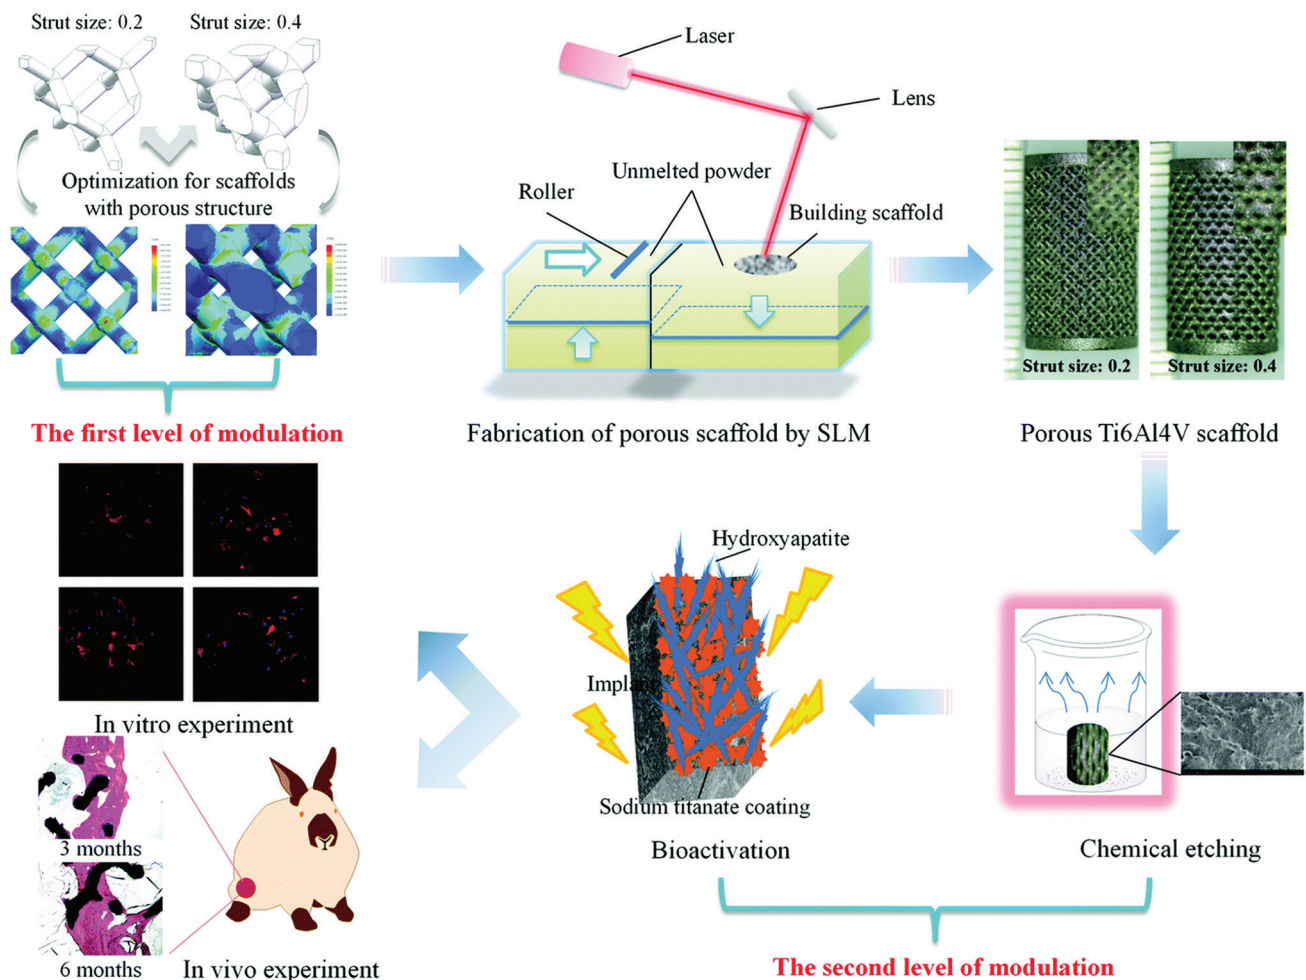 Strut size: 0.2
Strut size: 0.4
Optimization for scaffolds
with porous structure
The first level of modulation
Laser
Lens
Unmelted powder
Roller
Building scaffold
Fabrication of porous scaffold by SLM
Strut size: 0.2
Strut size: 0.4
Porous Ti6Al4V scaffold
Chemical etching
Hydroxyapatite
Implant
Sodium titanate coating
Bioactivation
The second level of modulation
In vitro experiment
3 months
6 months
In vivo experiment